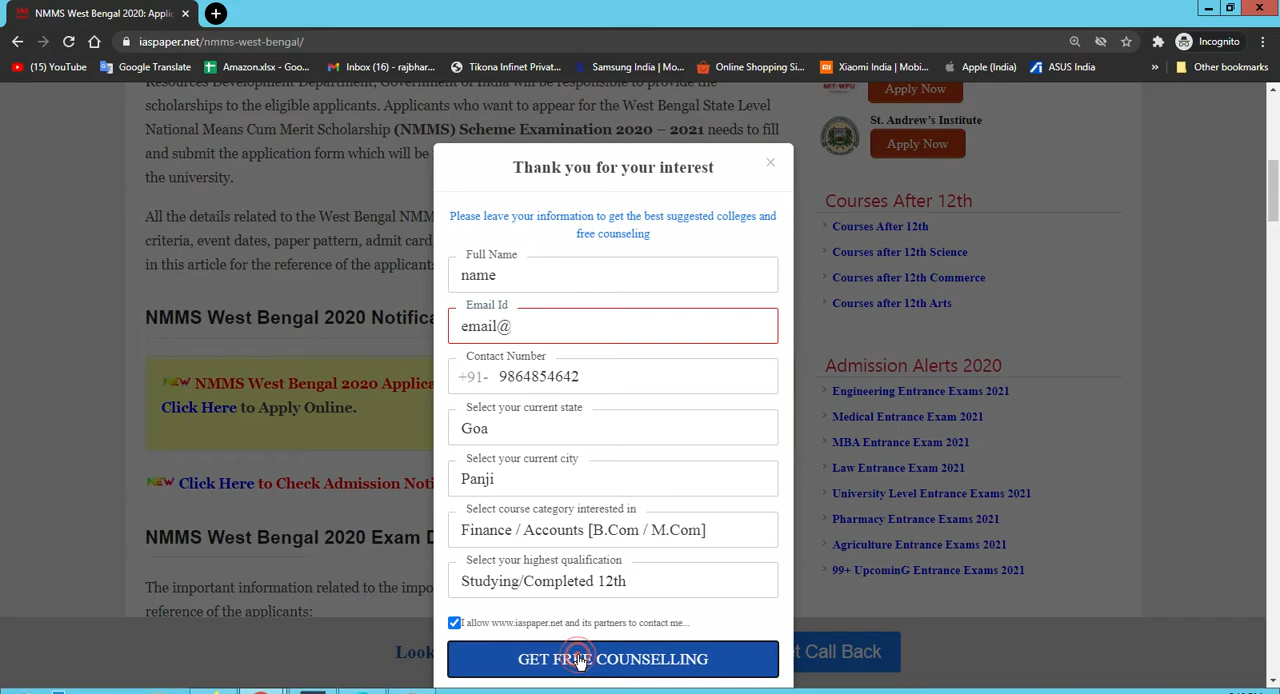 NMMS West Bengal 2020: Applic
iaspaper.net/nmms-west-bengal/
Incognito
(15) YouTube
Google Translate
Amazon.xlsx - Goo...
Inbox (16) - rajbhar...
Tikona Infinet Privat...
Samsung India | Mo...
Online Shopping Si...
Xiaomi India | Mobi...
Apple (India)
ASUS India
»
Other bookmarks
Resources Development Department, Government of India will be responsible to provide the
scholarships to the eligible applicants. Applicants who want to appear for the West Bengal State Level
National Means Cum Merit Scholarship (NMMS) Scheme Examination 2020 – 2021 needs to fill
and submit the application form which will be
the university.
All the details related to the West Bengal NMM
criteria, event dates, paper pattern, admit card
in this article for the reference of the applicants
NMMS West Bengal 2020 Notifica
NEW NMMS West Bengal 2020 Applica
Click Here to Apply Online.
NEW Click Here to Check Admission Noti
NMMS West Bengal 2020 Exam D
The important information related to the impo
reference of the applicants:
Look
Thank you for your interest
×
Please leave your information to get the best suggested colleges and
free counseling
Full Name
name
Email Id
email@
Contact Number
+91- 9864854642
Select your current state
Goa
Select your current city
Panji
Select course category interested in
Finance / Accounts [B.Com / M.Com]
Select your highest qualification
Studying/Completed 12th
I allow www.iaspaper.net and its partners to contact me...
GET FREE COUNSELLING
MIT-WPU
Apply Now
St. Andrew's Institute
Apply Now
Courses After 12th
Courses After 12th
Courses after 12th Science
Courses after 12th Commerce
Courses after 12th Arts
Admission Alerts 2020
Engineering Entrance Exams 2021
Medical Entrance Exam 2021
MBA Entrance Exam 2021
Law Entrance Exam 2021
University Level Entrance Exams 2021
Pharmacy Entrance Exams 2021
Agriculture Entrance Exams 2021
99+ UpcominG Entrance Exams 2021
et Call Back